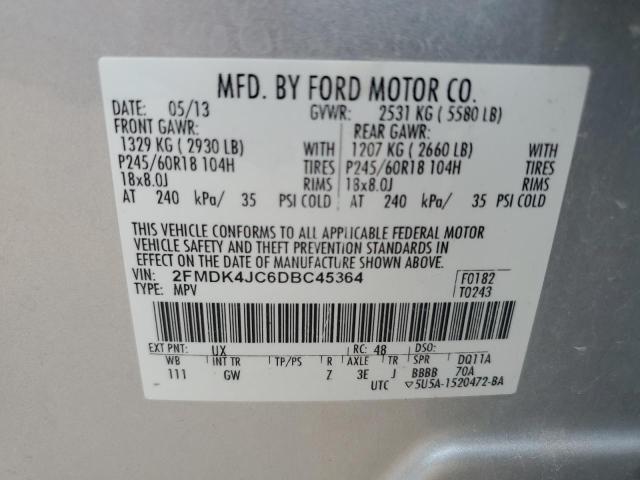 MFD. BY FORD MOTOR CO.
DATE: 05/13 GVWR: 2531 KG ( 5580 LB)
FRONT GAWR: REAR GAWR:
1329 KG ( 2930 LB) WITH 1207 KG ( 2660 LB) WITH
P245/60R18 104H TIRES P245/60R18 104H TIRES
18x8.0J RIMS 18x8.0J RIMS
AT 240 kPa/ 35 PSI COLD AT 240 kPa/ 35 PSI COLD
THIS VEHICLE CONFORMS TO ALL APPLICABLE FEDERAL MOTOR
VEHICLE SAFETY AND THEFT PREVENTION STANDARDS IN
EFFECT ON THE DATE OF MANUFACTURE SHOWN ABOVE.
VIN: 2FMDK4JC6DBC45364 F0182
TYPE: MPV T0243
EXT PNT: UX RC: 48 DSO:
WB INT TR TP/PS R AXLE TR SPR DQ11A
111 GW Z 3E J BBBB 70A
UTC ▽5U5A-1520472-BA